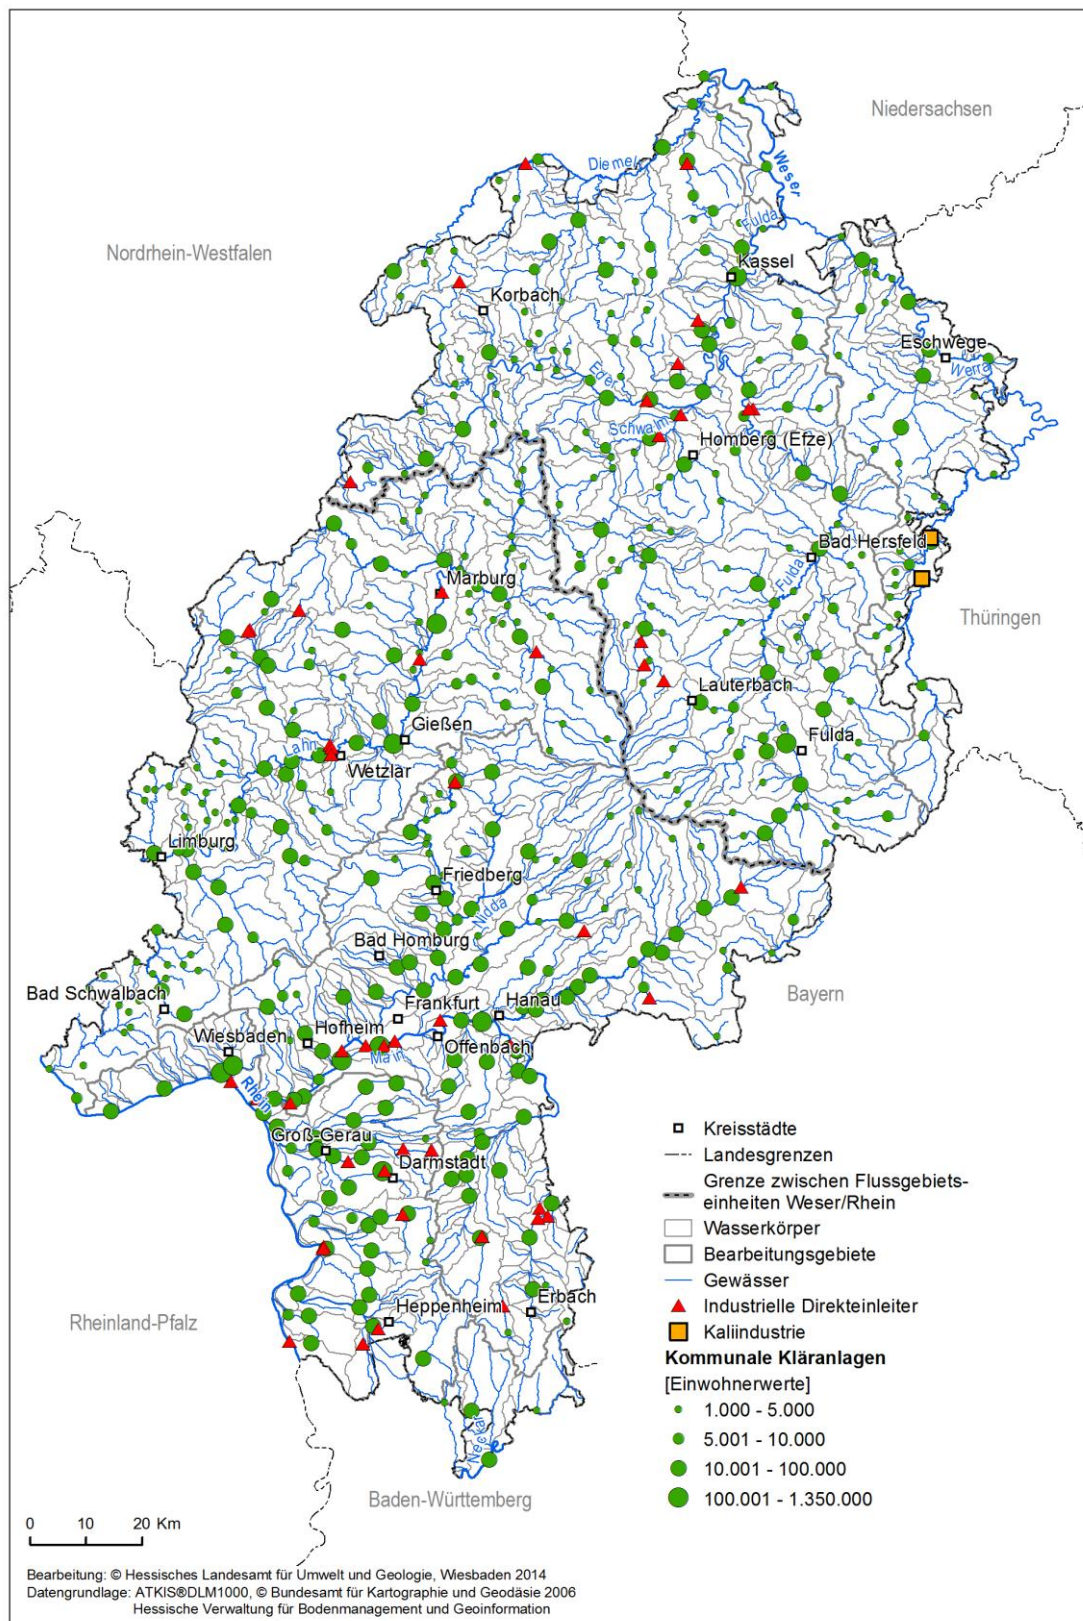 Niedersachsen
Diemel
Weser
Nordrhein-Westfalen
Fulda
Kassel
Korbach
Eschwege
Werra
Eder
Schwalm
Homberg (Efze)
Bad Hersfeld
Fulda
Marburg
Thüringen
Lauterbach
Gießen
Fulda
Lahn
Wetzlar
Limburg
Friedberg
Nidda
Bad Homburg
Bayern
Bad Schwalbach
Frankfurt
Hanau
Wiesbaden
Hofheim
Offenbach
Main
Rhein
Groß-Gerau
Darmstadt
Erbach
Heppenheim
Rheinland-Pfalz
Neckar
Baden-Württemberg
Kreisstädte
Landesgrenzen
Grenze zwischen Flussgebiets-
einheiten Weser/Rhein
Wasserkörper
Bearbeitungsgebiete
Gewässer
Industrielle Direkteinleiter
Kaliindustrie
Kommunale Kläranlagen
[Einwohnerwerte]
1.000 - 5.000
5.001 - 10.000
10.001 - 100.000
100.001 - 1.350.000
0 10 20 Km
Bearbeitung: © Hessisches Landesamt für Umwelt und Geologie, Wiesbaden 2014
Datengrundlage: ATKIS®DLM1000, © Bundesamt für Kartographie und Geodäsie 2006
Hessische Verwaltung für Bodenmanagement und Geoinformation